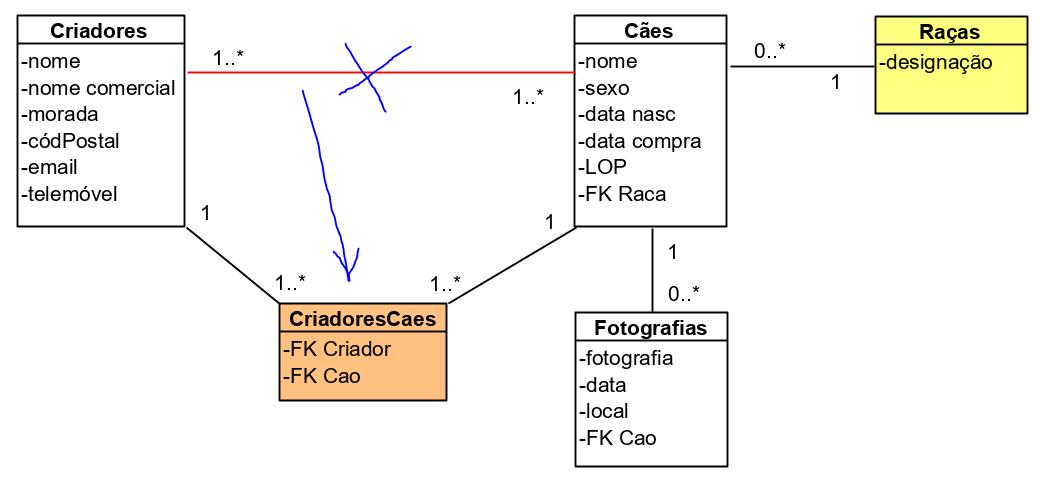 Criadores
-nome
-nome comercial
-morada
-códPostal
-email
-telemóvel
1..*
1..*
Cães
-nome
-sexo
-data nasc
-data compra
-LOP
-FK Raca
0..*
1
Raças
-designação
1
1..*
1
1..*
CriadoresCaes
-FK Criador
-FK Cao
1
0..*
Fotografias
-fotografia
-data
-local
-FK Cao